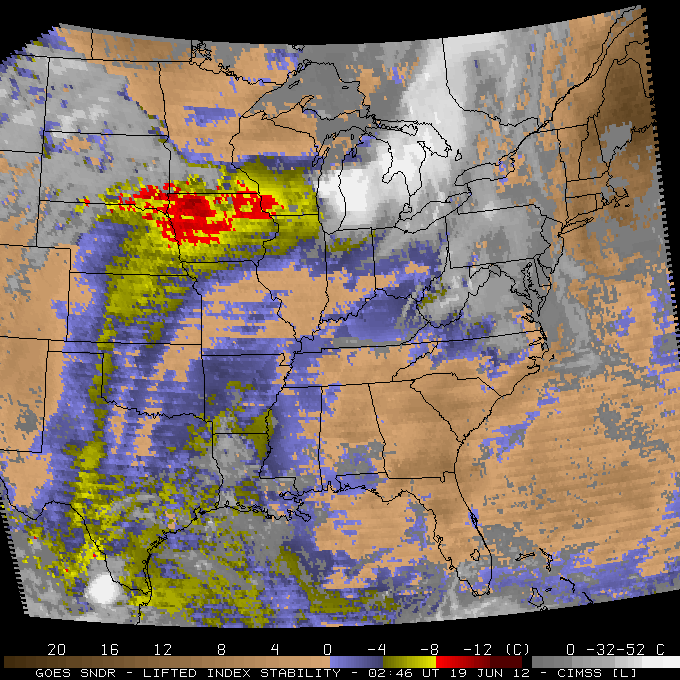 20 16 12 8 4 0 -4 -8 -12 (C) 0 -32-52 C
GOES SNDR - LIFTED INDEX STABILITY - 02:46 UT 19 JUN 12 - CIMSS [L]